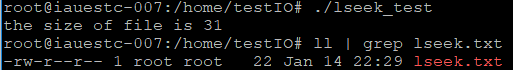 root@iauestc-007:/home/testIO# ./lseek_test
the size of file is 31
root@iauestc-007:/home/testIO# ll | grep lseek.txt
-rw-r--r-- 1 root root   22 Jan 14 22:29 lseek.txt